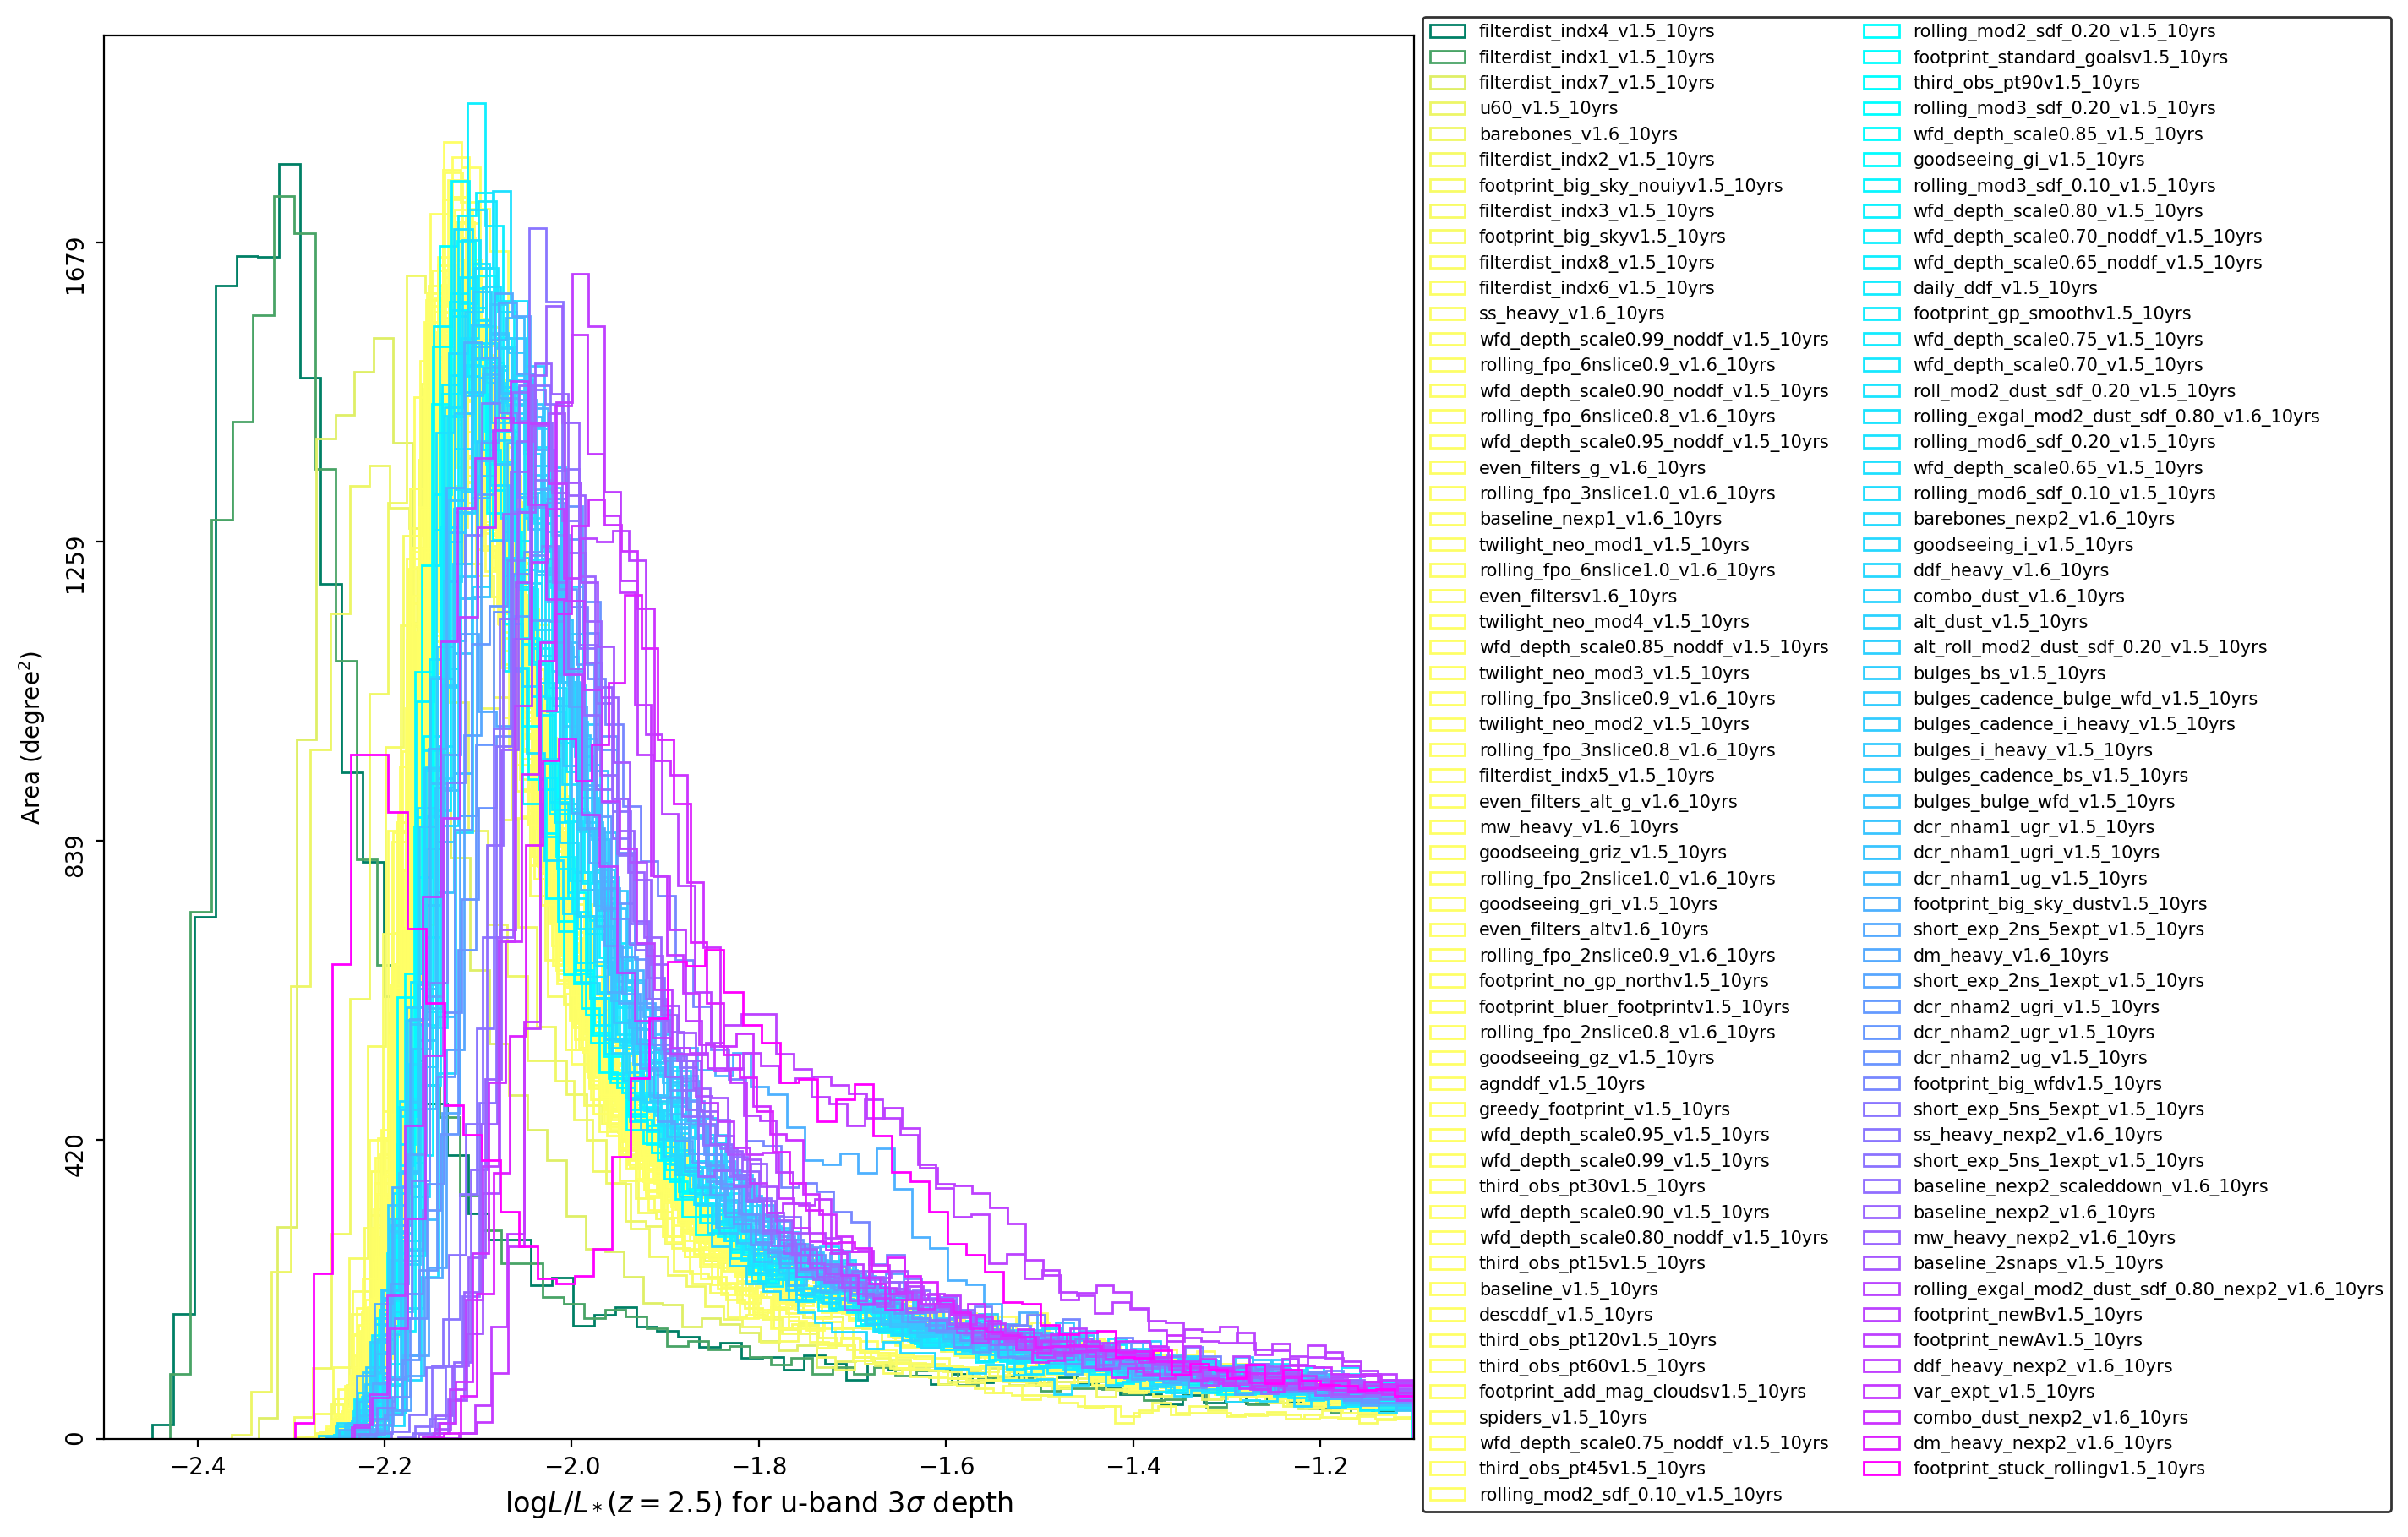 1679
1259
839
420
0
Area (degree²)
−2.4
−2.2
−2.0
−1.8
−1.6
−1.4
−1.2
logL/L*(z = 2.5) for u-band 3σ depth
filterdist_indx4_v1.5_10yrs
filterdist_indx1_v1.5_10yrs
filterdist_indx7_v1.5_10yrs
u60_v1.5_10yrs
barebones_v1.6_10yrs
filterdist_indx2_v1.5_10yrs
footprint_big_sky_nouiyv1.5_10yrs
filterdist_indx3_v1.5_10yrs
footprint_big_skyv1.5_10yrs
filterdist_indx8_v1.5_10yrs
filterdist_indx6_v1.5_10yrs
ss_heavy_v1.6_10yrs
wfd_depth_scale0.99_noddf_v1.5_10yrs
rolling_fpo_6nslice0.9_v1.6_10yrs
wfd_depth_scale0.90_noddf_v1.5_10yrs
rolling_fpo_6nslice0.8_v1.6_10yrs
wfd_depth_scale0.95_noddf_v1.5_10yrs
even_filters_g_v1.6_10yrs
rolling_fpo_3nslice1.0_v1.6_10yrs
baseline_nexp1_v1.6_10yrs
twilight_neo_mod1_v1.5_10yrs
rolling_fpo_6nslice1.0_v1.6_10yrs
even_filtersv1.6_10yrs
twilight_neo_mod4_v1.5_10yrs
wfd_depth_scale0.85_noddf_v1.5_10yrs
twilight_neo_mod3_v1.5_10yrs
rolling_fpo_3nslice0.9_v1.6_10yrs
twilight_neo_mod2_v1.5_10yrs
rolling_fpo_3nslice0.8_v1.6_10yrs
filterdist_indx5_v1.5_10yrs
even_filters_alt_g_v1.6_10yrs
mw_heavy_v1.6_10yrs
goodseeing_griz_v1.5_10yrs
rolling_fpo_2nslice1.0_v1.6_10yrs
goodseeing_gri_v1.5_10yrs
even_filters_altv1.6_10yrs
rolling_fpo_2nslice0.9_v1.6_10yrs
footprint_no_gp_northv1.5_10yrs
footprint_bluer_footprintv1.5_10yrs
rolling_fpo_2nslice0.8_v1.6_10yrs
goodseeing_gz_v1.5_10yrs
agnddf_v1.5_10yrs
greedy_footprint_v1.5_10yrs
wfd_depth_scale0.95_v1.5_10yrs
wfd_depth_scale0.99_v1.5_10yrs
third_obs_pt30v1.5_10yrs
wfd_depth_scale0.90_v1.5_10yrs
wfd_depth_scale0.80_noddf_v1.5_10yrs
third_obs_pt15v1.5_10yrs
baseline_v1.5_10yrs
descddf_v1.5_10yrs
third_obs_pt120v1.5_10yrs
third_obs_pt60v1.5_10yrs
footprint_add_mag_cloudsv1.5_10yrs
spiders_v1.5_10yrs
wfd_depth_scale0.75_noddf_v1.5_10yrs
third_obs_pt45v1.5_10yrs
rolling_mod2_sdf_0.10_v1.5_10yrs
rolling_mod2_sdf_0.20_v1.5_10yrs
footprint_standard_goalsv1.5_10yrs
third_obs_pt90v1.5_10yrs
rolling_mod3_sdf_0.20_v1.5_10yrs
wfd_depth_scale0.85_v1.5_10yrs
goodseeing_gi_v1.5_10yrs
rolling_mod3_sdf_0.10_v1.5_10yrs
wfd_depth_scale0.80_v1.5_10yrs
wfd_depth_scale0.70_noddf_v1.5_10yrs
wfd_depth_scale0.65_noddf_v1.5_10yrs
daily_ddf_v1.5_10yrs
footprint_gp_smoothv1.5_10yrs
wfd_depth_scale0.75_v1.5_10yrs
wfd_depth_scale0.70_v1.5_10yrs
roll_mod2_dust_sdf_0.20_v1.5_10yrs
rolling_exgal_mod2_dust_sdf_0.80_v1.6_10yrs
rolling_mod6_sdf_0.20_v1.5_10yrs
wfd_depth_scale0.65_v1.5_10yrs
rolling_mod6_sdf_0.10_v1.5_10yrs
barebones_nexp2_v1.6_10yrs
goodseeing_i_v1.5_10yrs
ddf_heavy_v1.6_10yrs
combo_dust_v1.6_10yrs
alt_dust_v1.5_10yrs
alt_roll_mod2_dust_sdf_0.20_v1.5_10yrs
bulges_bs_v1.5_10yrs
bulges_cadence_bulge_wfd_v1.5_10yrs
bulges_cadence_i_heavy_v1.5_10yrs
bulges_i_heavy_v1.5_10yrs
bulges_cadence_bs_v1.5_10yrs
bulges_bulge_wfd_v1.5_10yrs
dcr_nham1_ugr_v1.5_10yrs
dcr_nham1_ugri_v1.5_10yrs
dcr_nham1_ug_v1.5_10yrs
footprint_big_sky_dustv1.5_10yrs
short_exp_2ns_5expt_v1.5_10yrs
dm_heavy_v1.6_10yrs
short_exp_2ns_1expt_v1.5_10yrs
dcr_nham2_ugri_v1.5_10yrs
dcr_nham2_ugr_v1.5_10yrs
dcr_nham2_ug_v1.5_10yrs
footprint_big_wfdv1.5_10yrs
short_exp_5ns_5expt_v1.5_10yrs
ss_heavy_nexp2_v1.6_10yrs
short_exp_5ns_1expt_v1.5_10yrs
baseline_nexp2_scaleddown_v1.6_10yrs
baseline_nexp2_v1.6_10yrs
mw_heavy_nexp2_v1.6_10yrs
baseline_2snaps_v1.5_10yrs
rolling_exgal_mod2_dust_sdf_0.80_nexp2_v1.6_10yrs
footprint_newBv1.5_10yrs
footprint_newAv1.5_10yrs
ddf_heavy_nexp2_v1.6_10yrs
var_expt_v1.5_10yrs
combo_dust_nexp2_v1.6_10yrs
dm_heavy_nexp2_v1.6_10yrs
footprint_stuck_rollingv1.5_10yrs